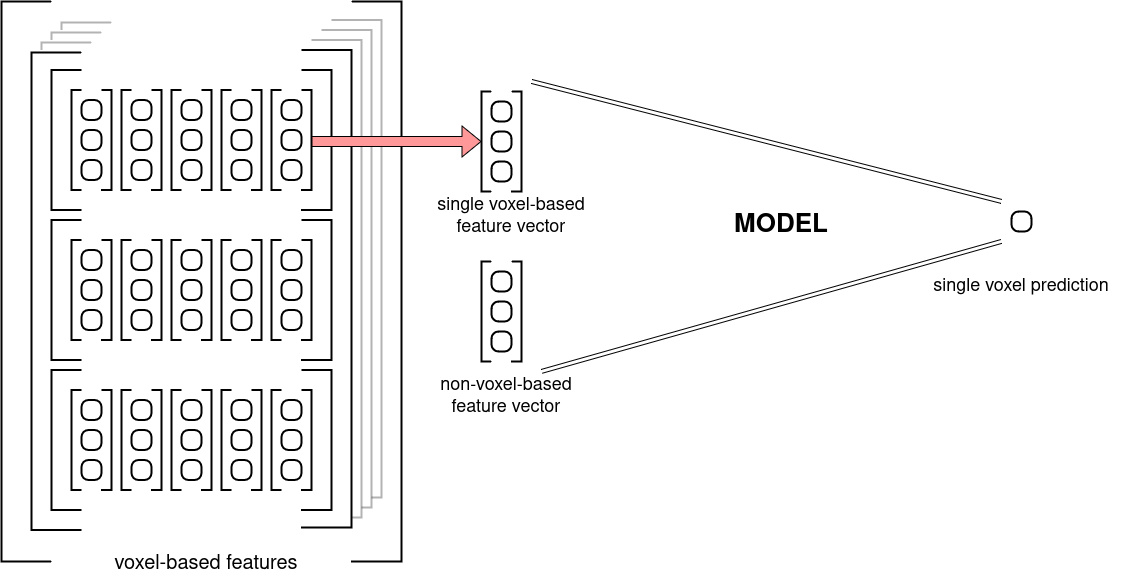 single voxel-based
feature vector
MODEL
single voxel prediction
non-voxel-based
feature vector
voxel-based features